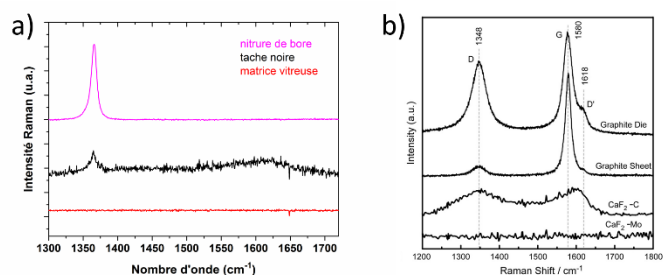 a)
nitrure de bore
tache noire
matrice vitreuse
Intensité Raman (u.a.)
1300 1350 1400 1450 1500 1550 1600 1650 1700
Nombre d'onde (cm⁻¹)
b)
1348
1580
1618
D
G
D'
Graphite Die
Graphite Sheet
CaF₂ -C
CaF₂ -Mo
Intensity (a.u.)
1200 1300 1400 1500 1600 1700 1800
Raman Shift / cm⁻¹